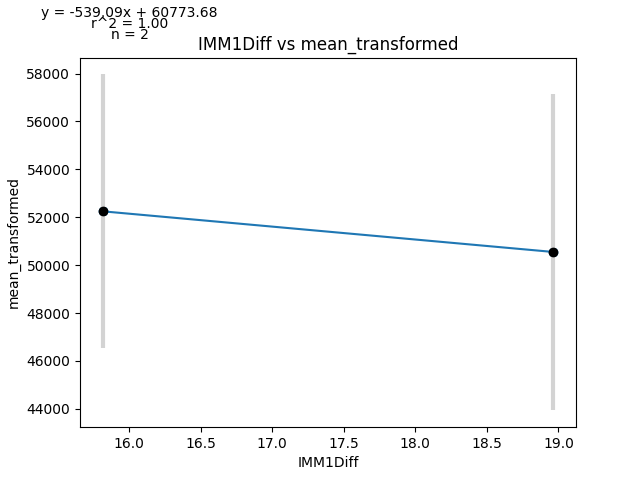 y = -539.09x + 60773.68
r^2 = 1.00
n = 2
IMM1Diff vs mean_transformed
58000
56000
54000
52000
50000
48000
46000
44000
mean_transformed
16.0 16.5 17.0 17.5 18.0 18.5 19.0
IMM1Diff